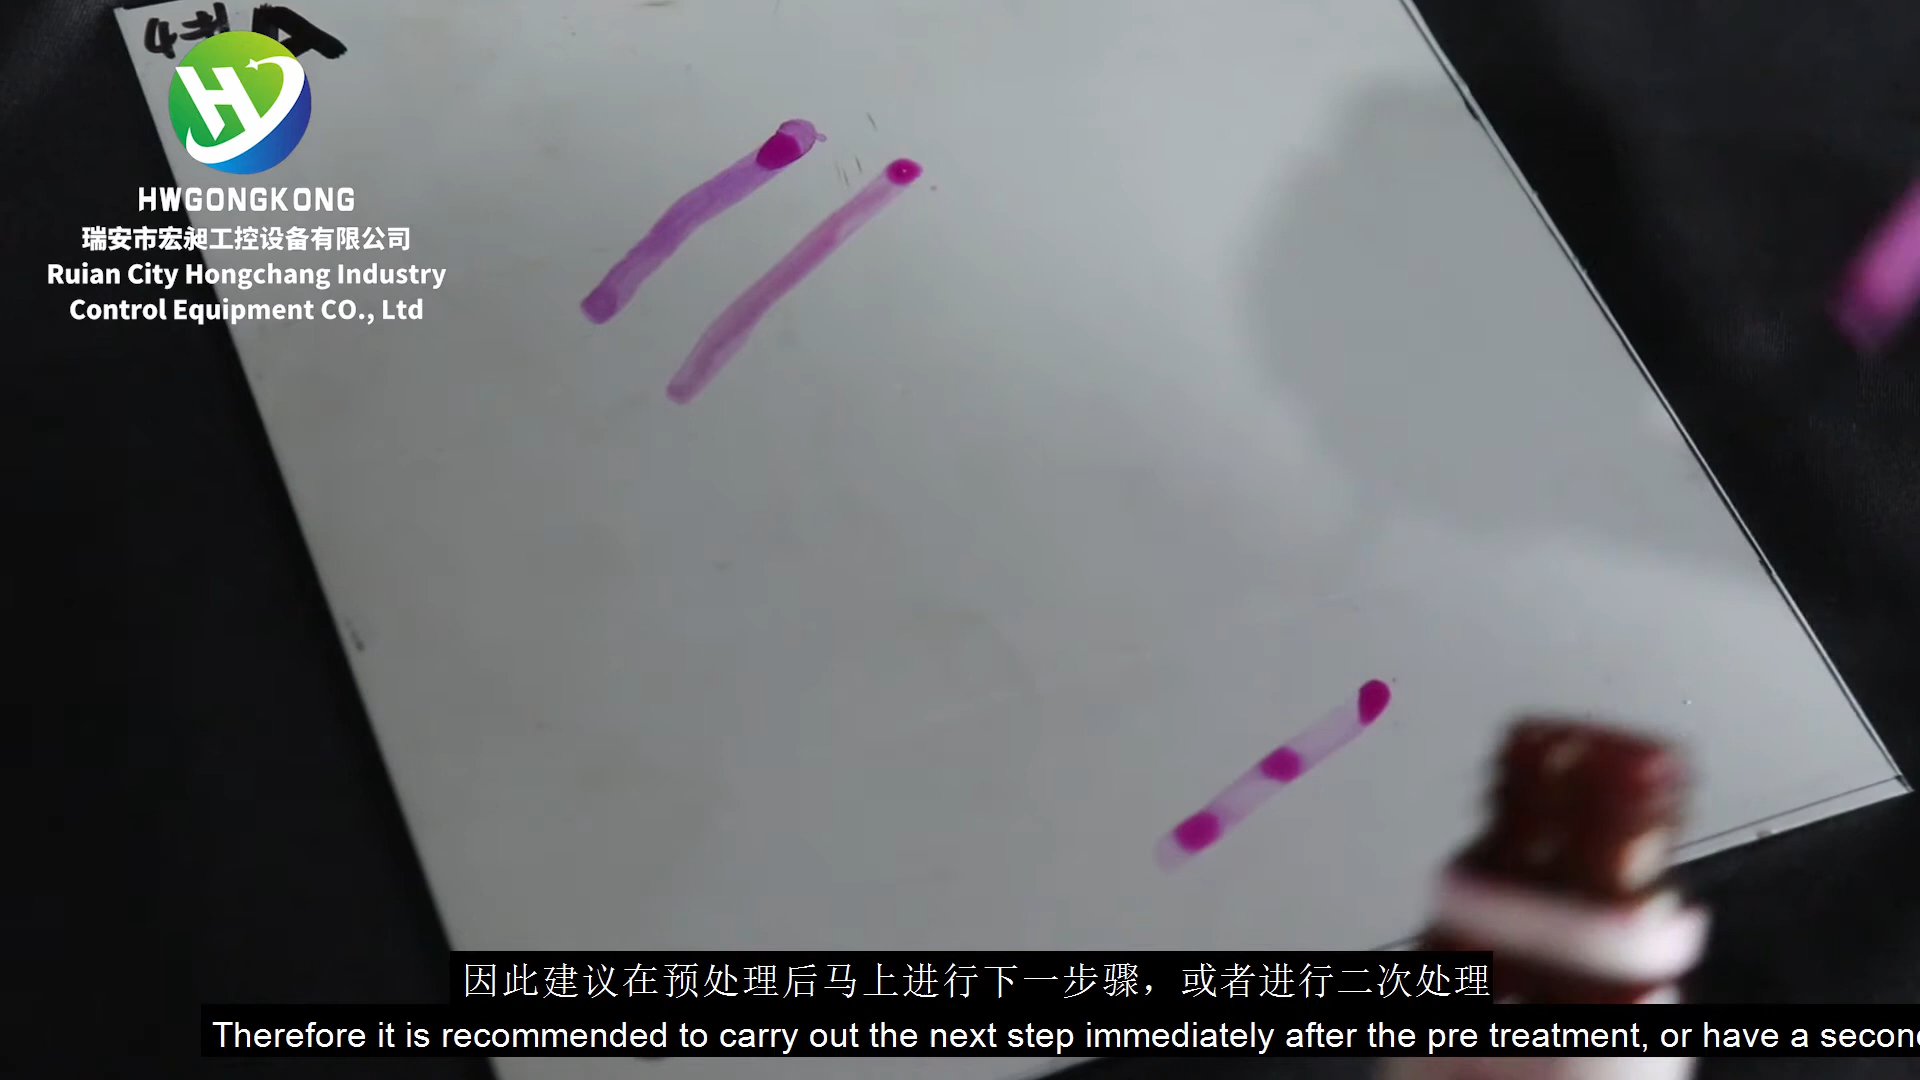 HWGONGKONG
瑞安市宏昶工控设备有限公司
Ruian City Hongchang Industry
Control Equipment CO., Ltd
因此建议在预处理后马上进行下一步骤，或者进行二次处理
Therefore it is recommended to carry out the next step immediately after the pre treatment, or have a secon